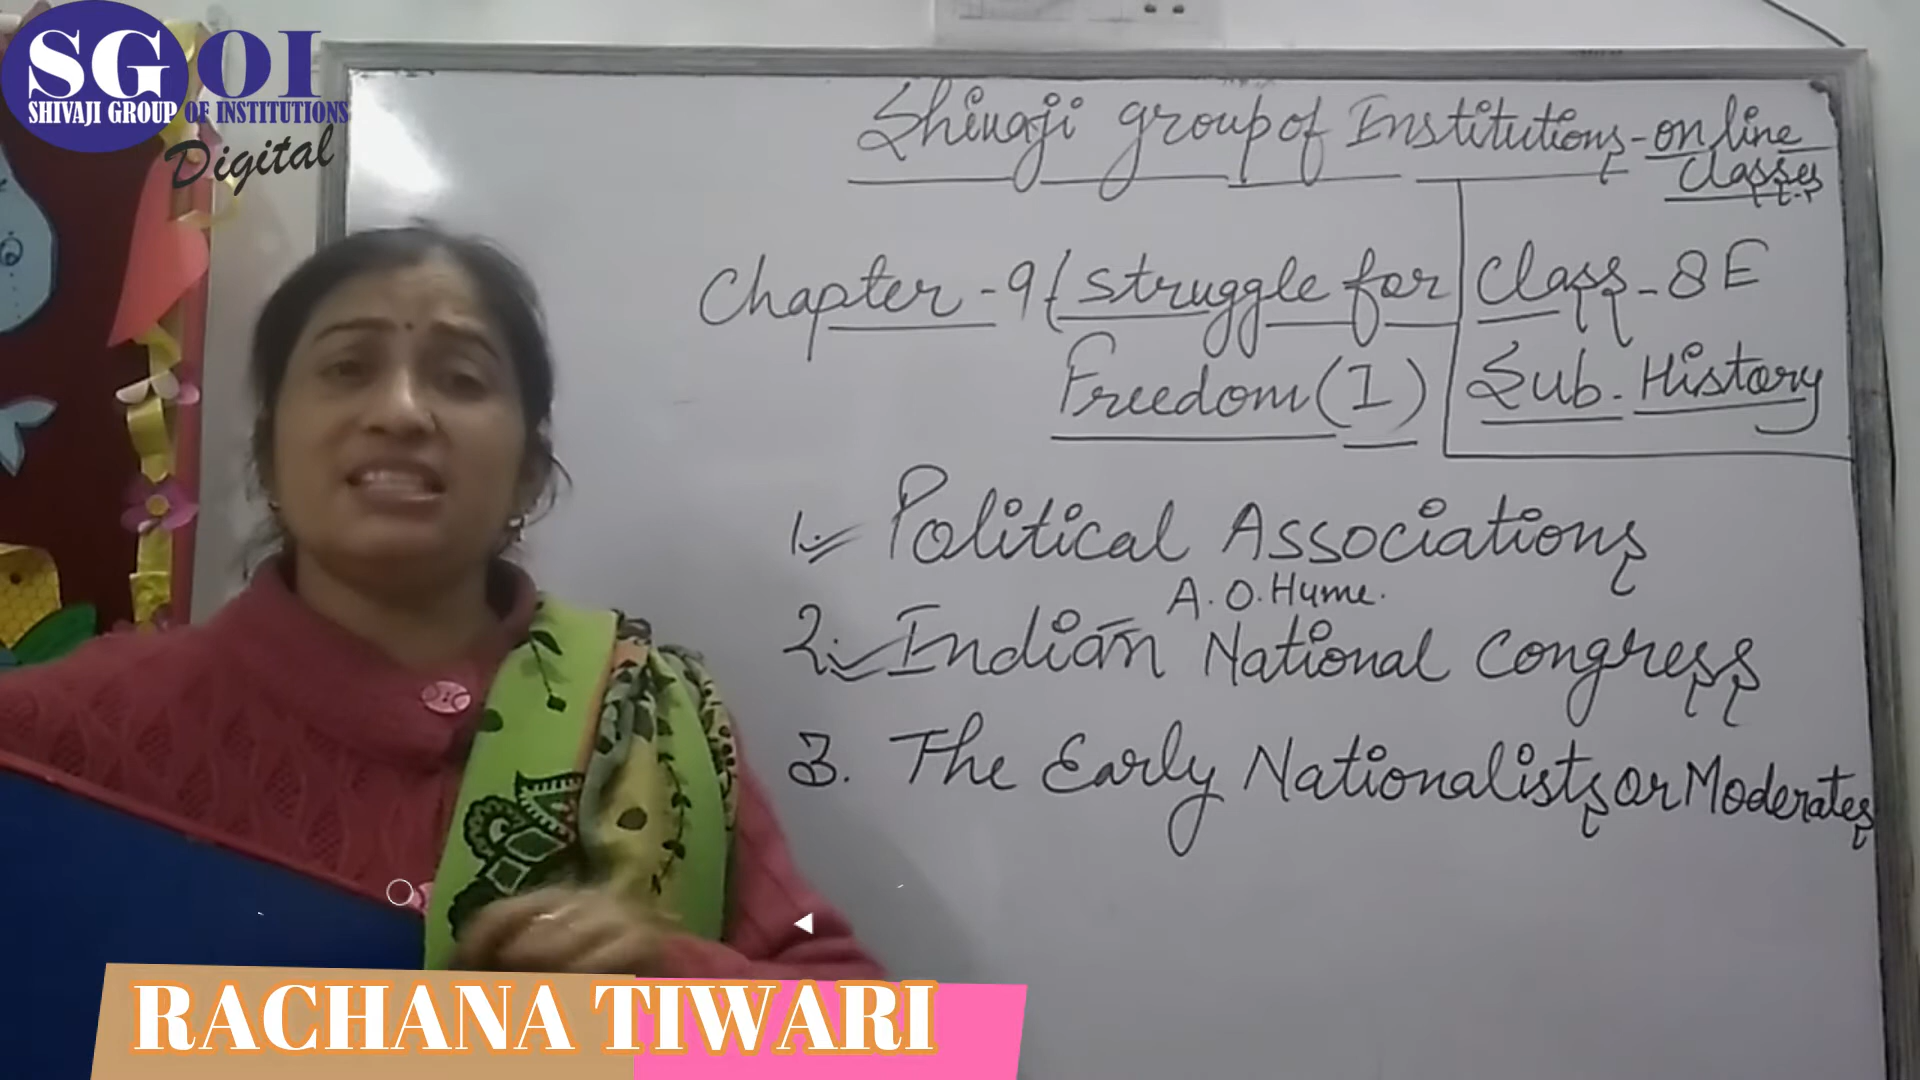 SGOI
SHIVAJI GROUP OF INSTITUTIONS
Digital
Shivaji group of Institutions - online
Classes
Chapter - 9 (Struggle for
Freedom (I)
Class - 8 E
Sub. History
1. Political Associations
A. O. Hume.
2. Indian National Congress
3. The Early Nationalists or Moderates
RACHANA TIWARI